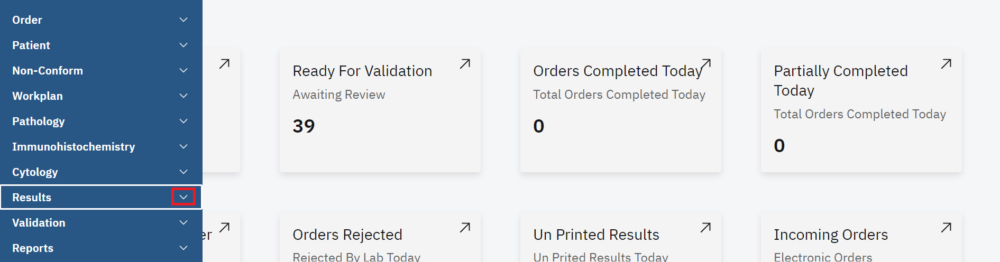 Order
Patient
Non-Conform
Workplan
Pathology
Immunohistochemistry
Cytology
Results
Validation
Reports
Ready For Validation
Awaiting Review
39
Orders Completed Today
Total Orders Completed Today
0
Partially Completed
Today
Total Orders Completed Today
0
er
Orders Rejected
Rejected By Lab Today
Un Printed Results
Un Prited Results Today
Incoming Orders
Electronic Orders